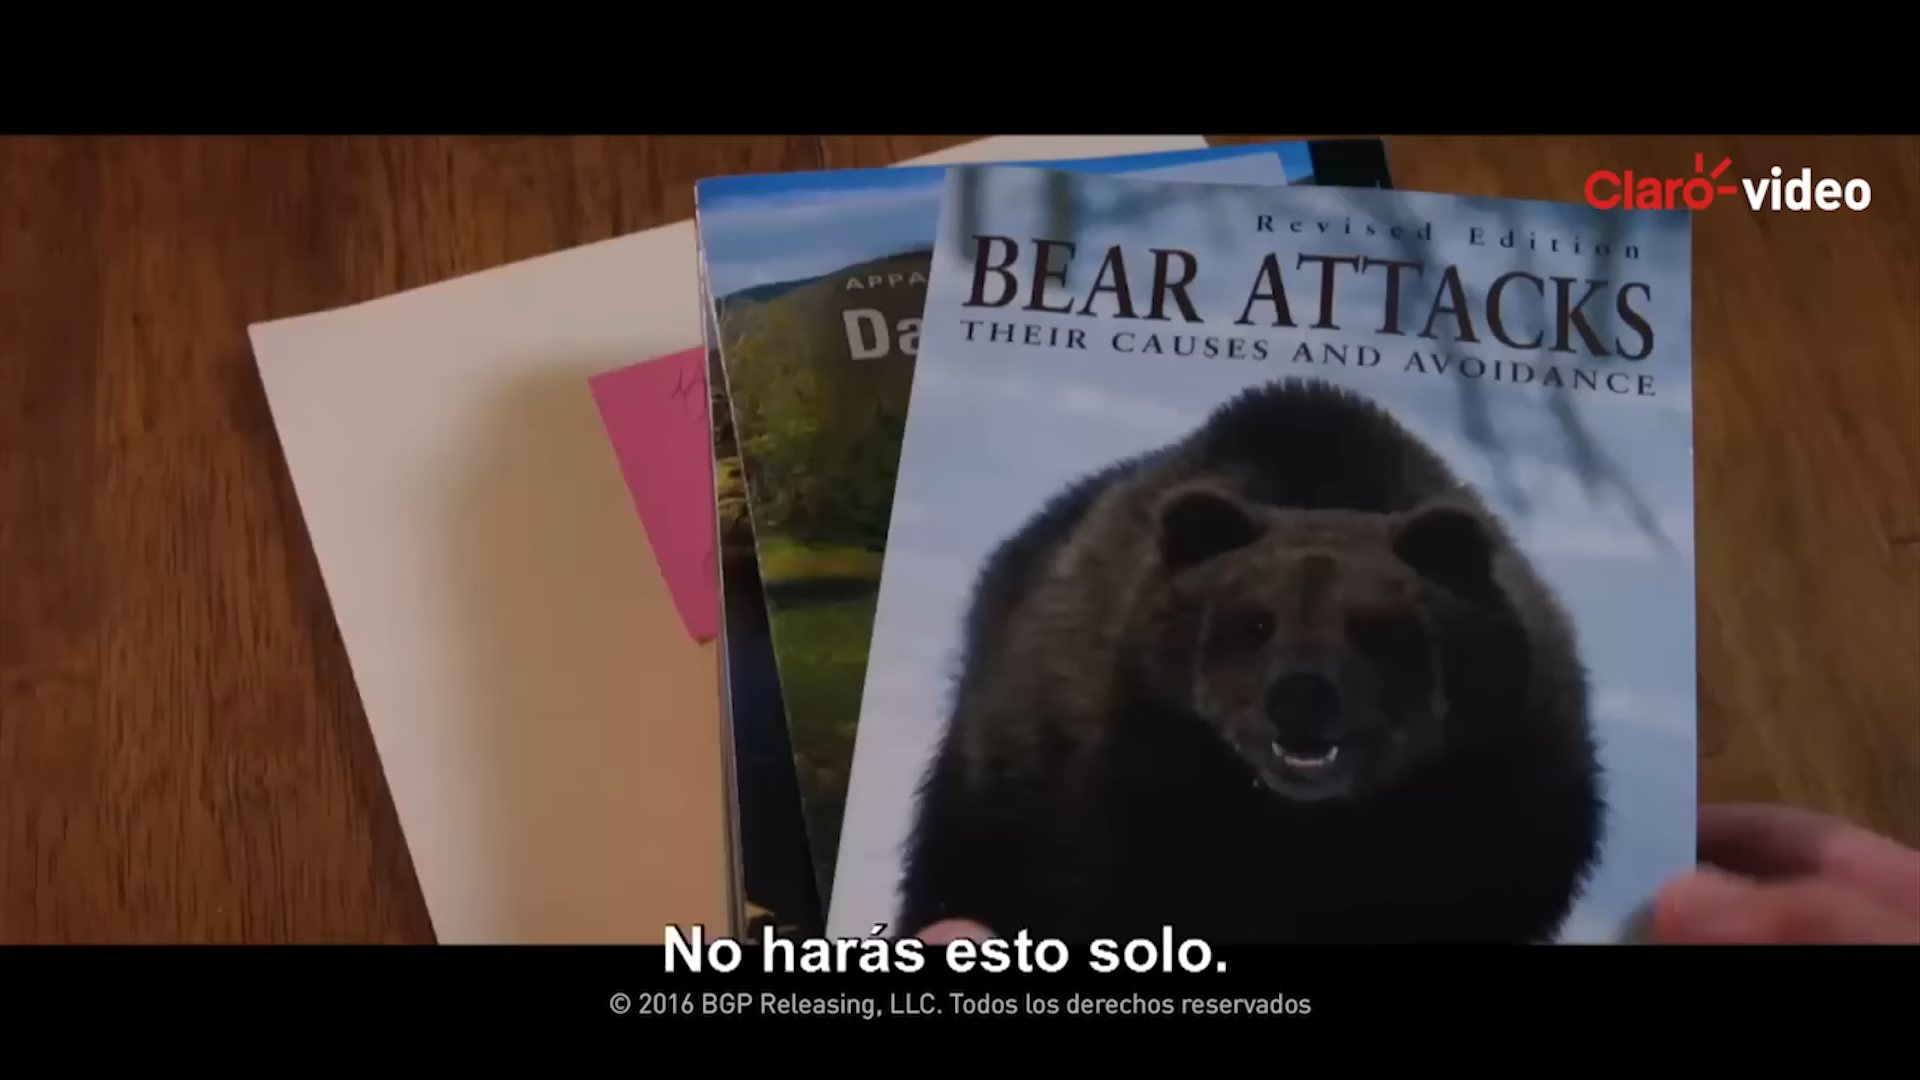 Claro-video
Revised Edition
BEAR ATTACKS
THEIR CAUSES AND AVOIDANCE
APPA
Da
No harás esto solo.
© 2016 BGP Releasing, LLC. Todos los derechos reservados